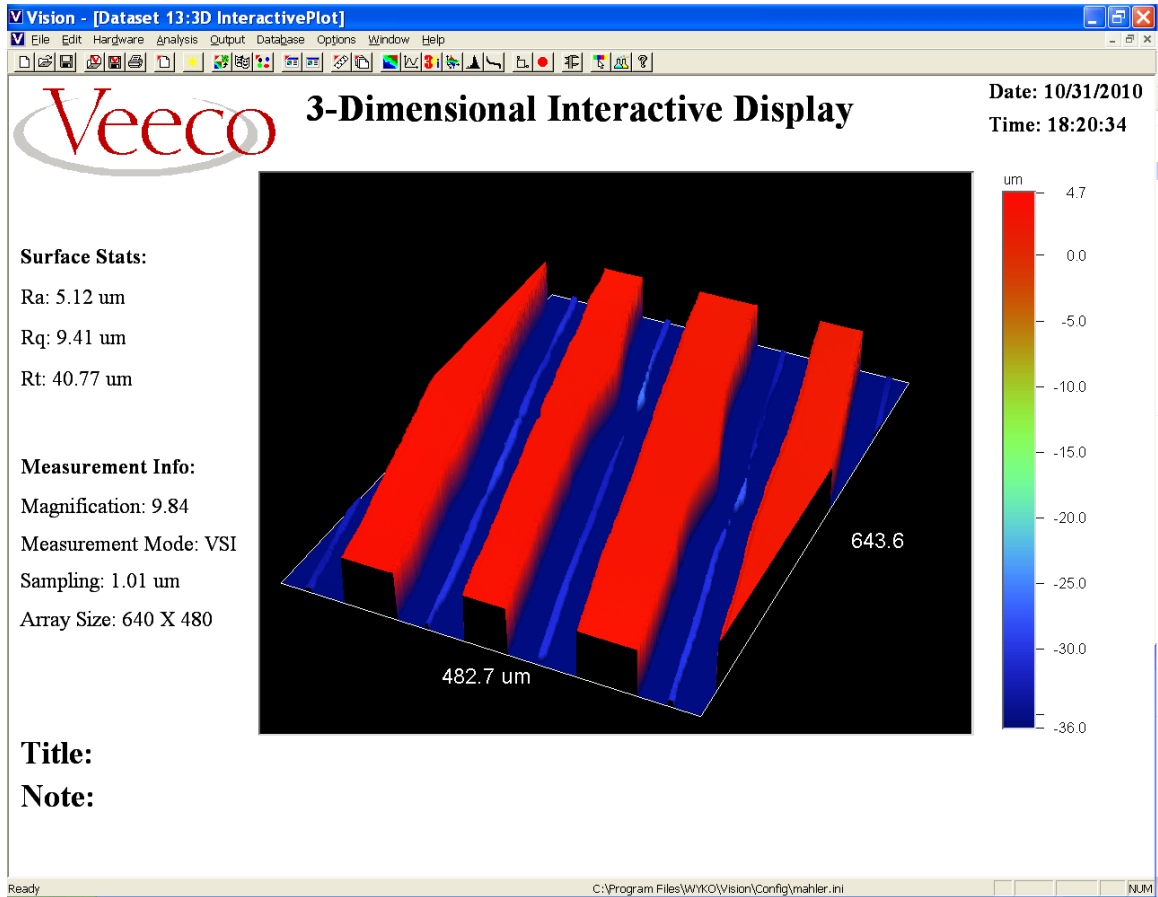 Vision - [Dataset 13:3D InteractivePlot]
File Edit Hardware Analysis Output Database Options Window Help
Veeco
3-Dimensional Interactive Display
Date: 10/31/2010
Time: 18:20:34
Surface Stats:
Ra: 5.12 um
Rq: 9.41 um
Rt: 40.77 um
Measurement Info:
Magnification: 9.84
Measurement Mode: VSI
Sampling: 1.01 um
Array Size: 640 X 480
482.7 um
643.6
um
4.7
0.0
-5.0
-10.0
-15.0
-20.0
-25.0
-30.0
-36.0
Title:
Note:
Ready
C:\Program Files\WYKO\Vision\Config\mahler.ini
NUM